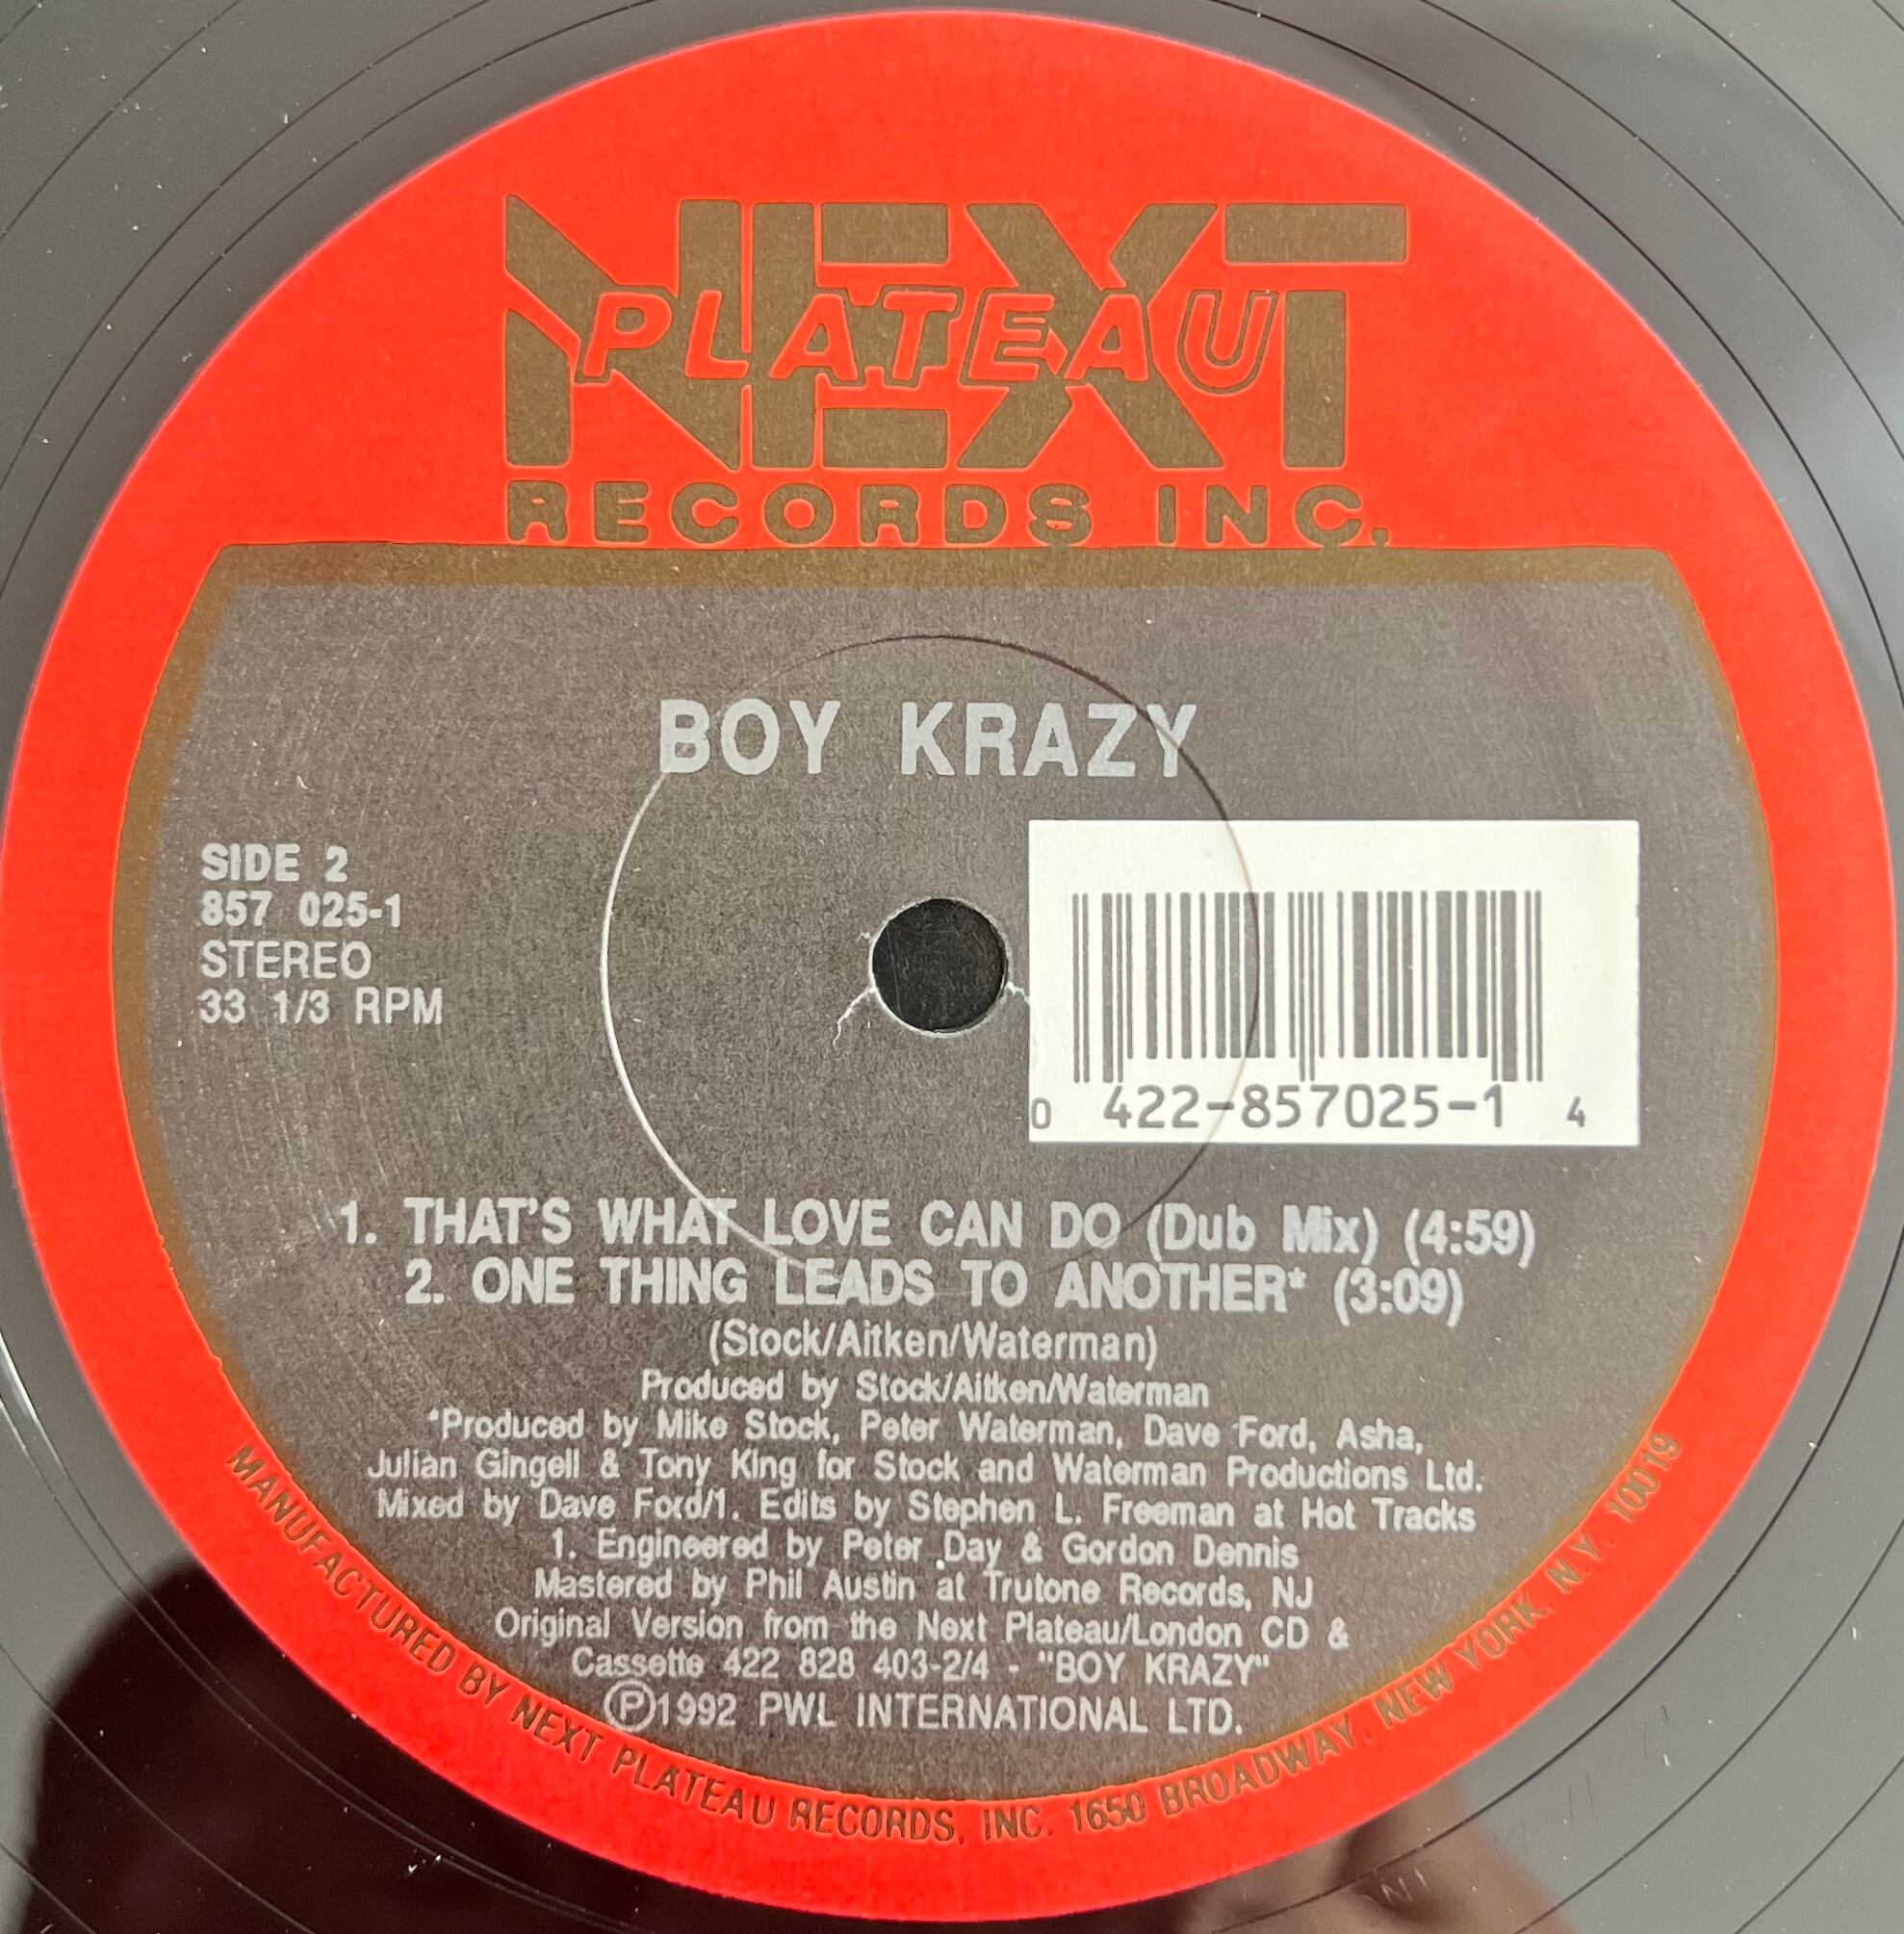 NEXT
PLATEAU
RECORDS INC.
BOY KRAZY
SIDE 2
857 025-1
STEREO
33 1/3 RPM
0 422-857025-1 4
1. THAT'S WHAT LOVE CAN DO (Dub Mix) (4:59)
2. ONE THING LEADS TO ANOTHER* (3:09)
(Stock/Aitken/Waterman)
Produced by Stock/Aitken/Waterman
*Produced by Mike Stock, Peter Waterman, Dave Ford, Asha,
Julian Gingell & Tony King for Stock and Waterman Productions Ltd.
Mixed by Dave Ford/1. Edits by Stephen L. Freeman at Hot Tracks
1. Engineered by Peter Day & Gordon Dennis
Mastered by Phil Austin at Trutone Records, NJ
Original Version from the Next Plateau/London CD &
Cassette 422 828 403-2/4 - "BOY KRAZY"
Ⓟ1992 PWL INTERNATIONAL LTD.
MANUFACTURED BY NEXT PLATEAU RECORDS, INC. 1650 BROADWAY, NEW YORK, N.Y. 10019